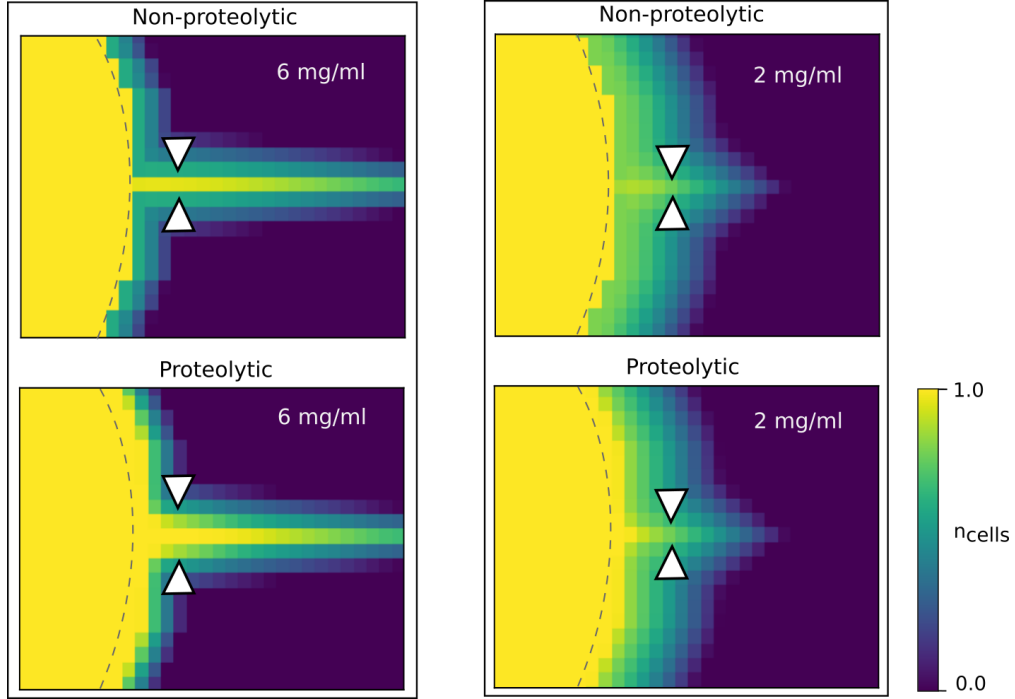 Non-proteolytic
6 mg/ml
Proteolytic
6 mg/ml
Non-proteolytic
2 mg/ml
Proteolytic
2 mg/ml
1.0
ncells
0.0